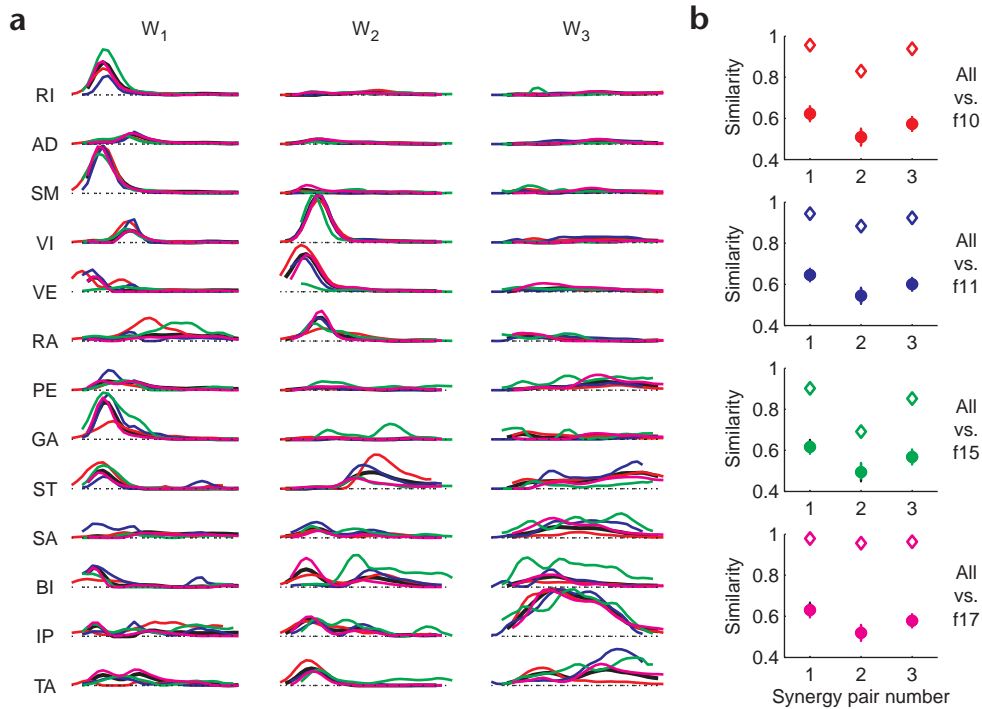 a
W1
W2
W3
RI
AD
SM
VI
VE
RA
PE
GA
ST
SA
BI
IP
TA
b
1
0.8
0.6
0.4
Similarity
1
2
3
All
vs.
f10
1
0.8
0.6
0.4
Similarity
1
2
3
All
vs.
f11
1
0.8
0.6
0.4
Similarity
1
2
3
All
vs.
f15
1
0.8
0.6
0.4
Similarity
1
2
3
All
vs.
f17
Synergy pair number